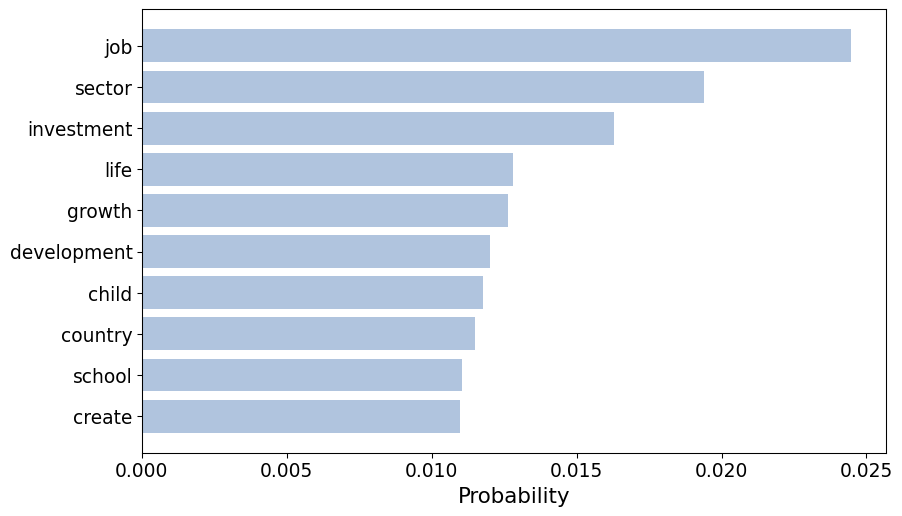 job
sector
investment
life
growth
development
child
country
school
create
0.000 0.005 0.010 0.015 0.020 0.025
Probability